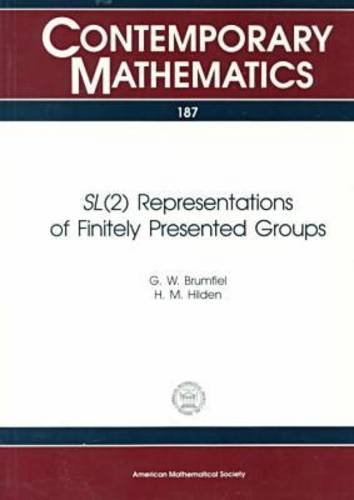 CONTEMPORARY
MATHEMATICS
187
SL(2) Representations
of Finitely Presented Groups
G. W. Brumfiel
H. M. Hilden
American Mathematical Society